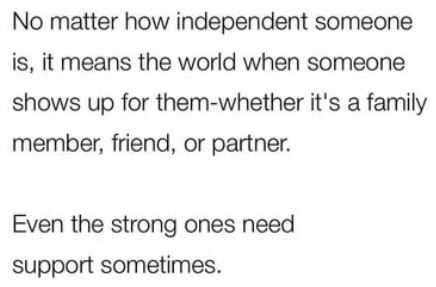 No matter how independent someone
is, it means the world when someone
shows up for them-whether it's a family
member, friend, or partner.
Even the strong ones need
support sometimes.